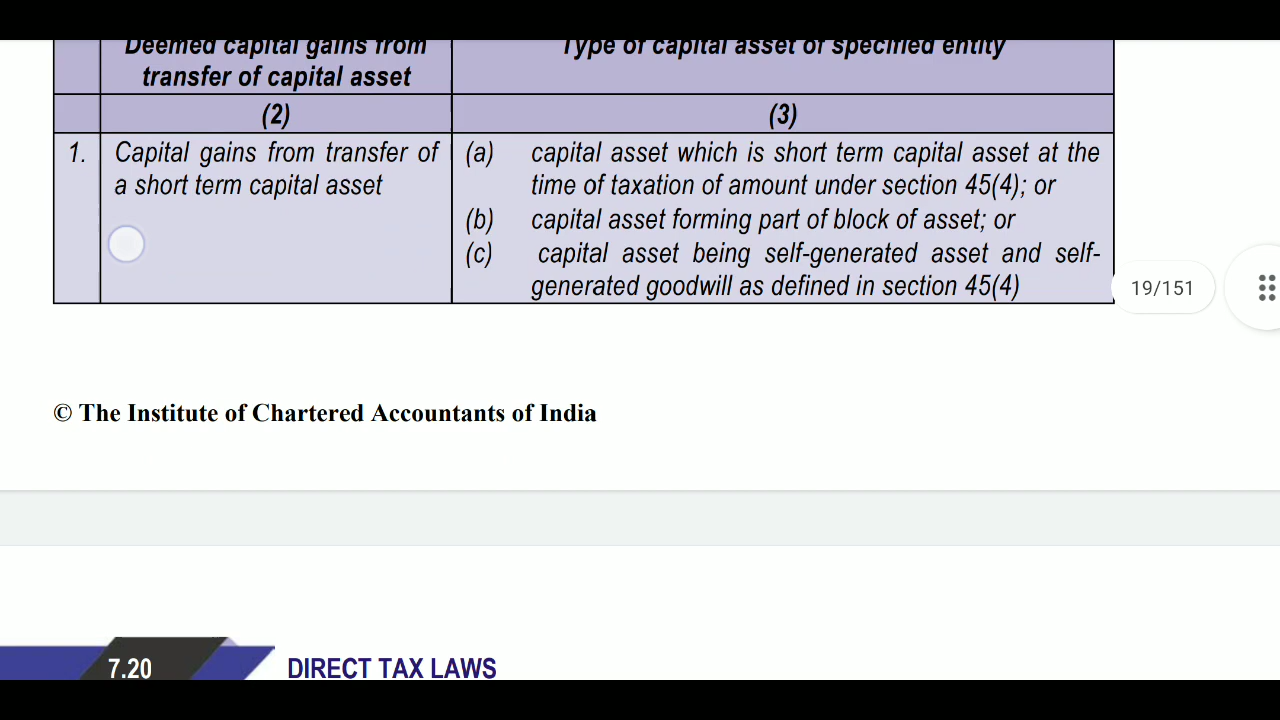 Deemed capital gains from
transfer of capital asset
Type of capital asset of specified entity
(2)
(3)
1.
Capital gains from transfer of
a short term capital asset
(a) capital asset which is short term capital asset at the
time of taxation of amount under section 45(4); or
(b) capital asset forming part of block of asset; or
(c) capital asset being self-generated asset and self-
generated goodwill as defined in section 45(4)
19/151
© The Institute of Chartered Accountants of India
7.20
DIRECT TAX LAWS